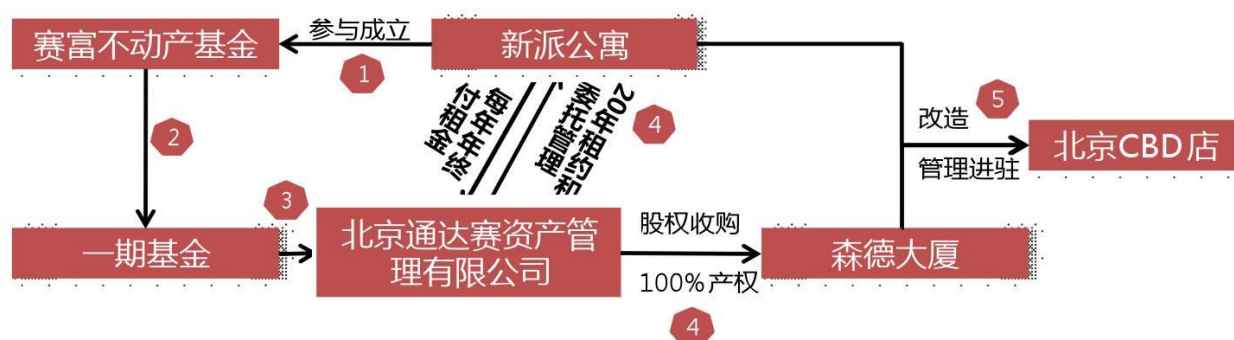 赛富不动产基金
参与成立
1
新派公寓
2
每年年终
付租金
20年租约和
委托管理
4
改造
5
管理进驻
北京CBD店
3
一期基金
北京通达赛资产管
理有限公司
股权收购
100%产权
4
森德大厦